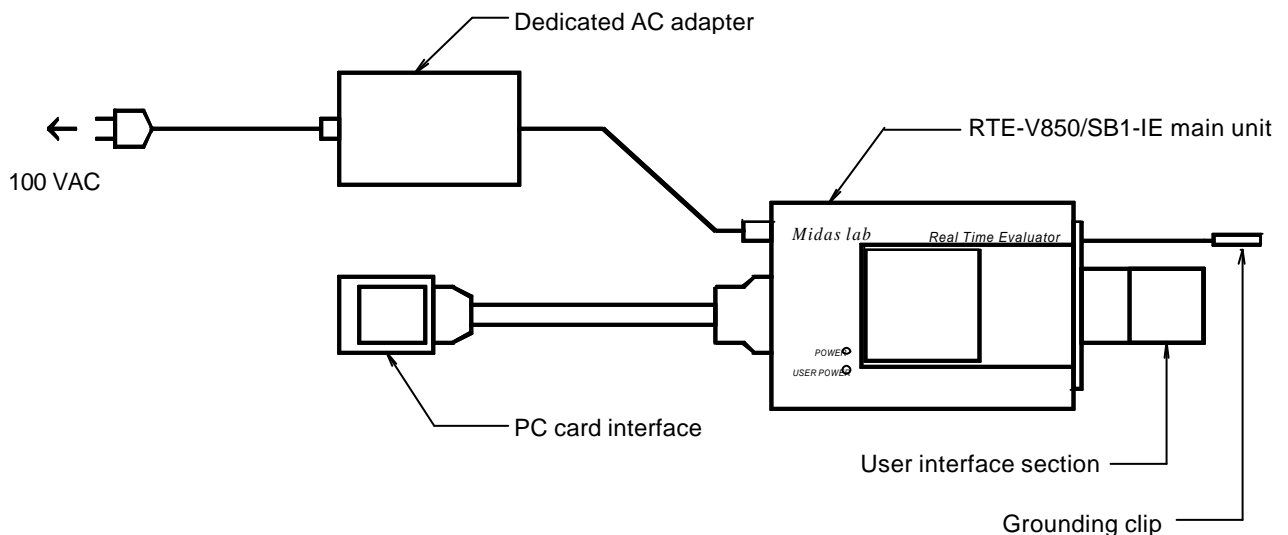 Dedicated AC adapter
RTE-V850/SB1-IE main unit
100 VAC
Midas lab
Real Time Evaluator
POWER
USER POWER
PC card interface
User interface section
Grounding clip